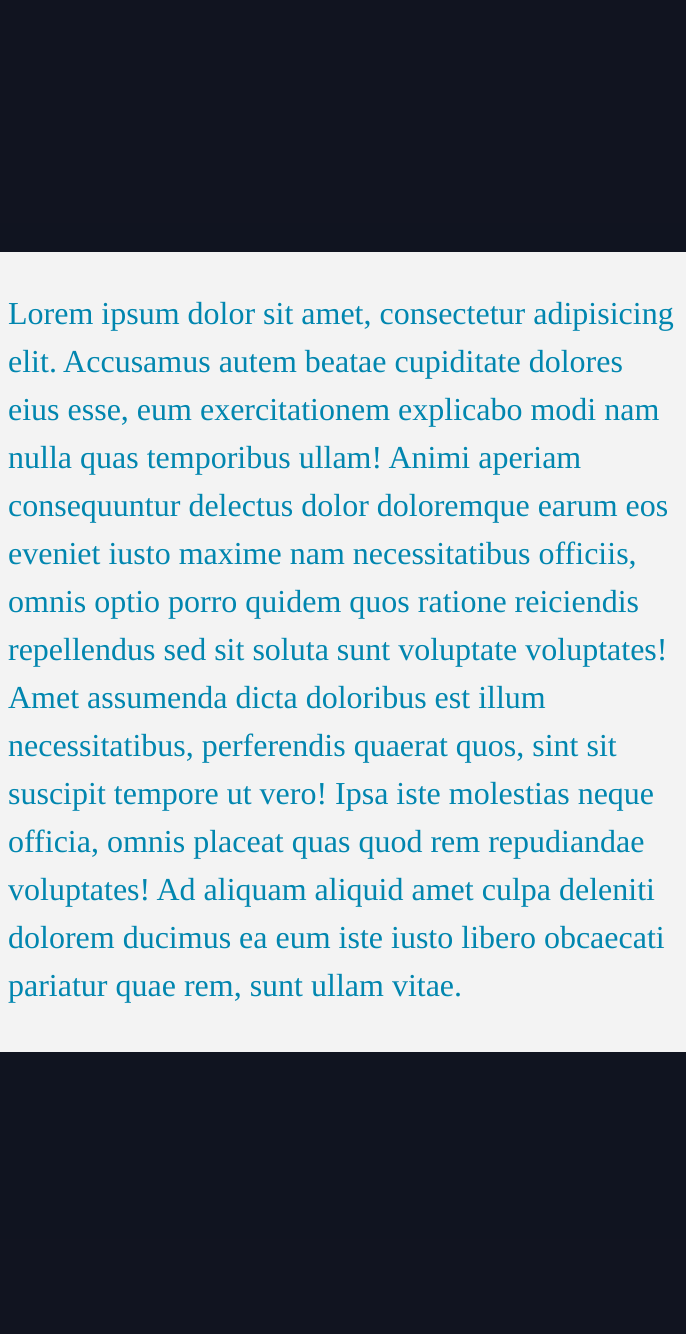 Lorem ipsum dolor sit amet, consectetur adipisicing
elit. Accusamus autem beatae cupiditate dolores
eius esse, eum exercitationem explicabo modi nam
nulla quas temporibus ullam! Animi aperiam
consequuntur delectus dolor doloremque earum eos
eveniet iusto maxime nam necessitatibus officiis,
omnis optio porro quidem quos ratione reiciendis
repellendus sed sit soluta sunt voluptate voluptates!
Amet assumenda dicta doloribus est illum
necessitatibus, perferendis quaerat quos, sint sit
suscipit tempore ut vero! Ipsa iste molestias neque
officia, omnis placeat quas quod rem repudiandae
voluptates! Ad aliquam aliquid amet culpa deleniti
dolorem ducimus ea eum iste iusto libero obcaecati
pariatur quae rem, sunt ullam vitae.